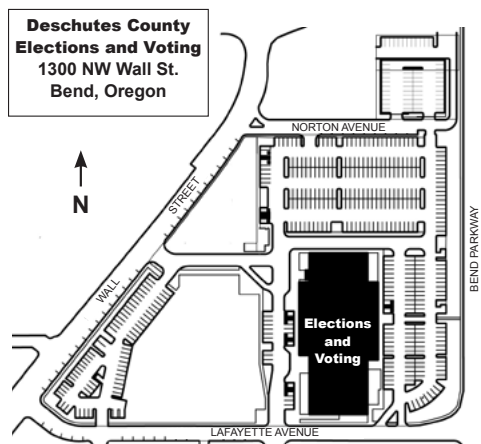 Deschutes County
Elections and Voting
1300 NW Wall St.
Bend, Oregon
NORTON AVENUE
N
STREET
WALL
BEND PARKWAY
Elections
and
Voting
LAFAYETTE AVENUE